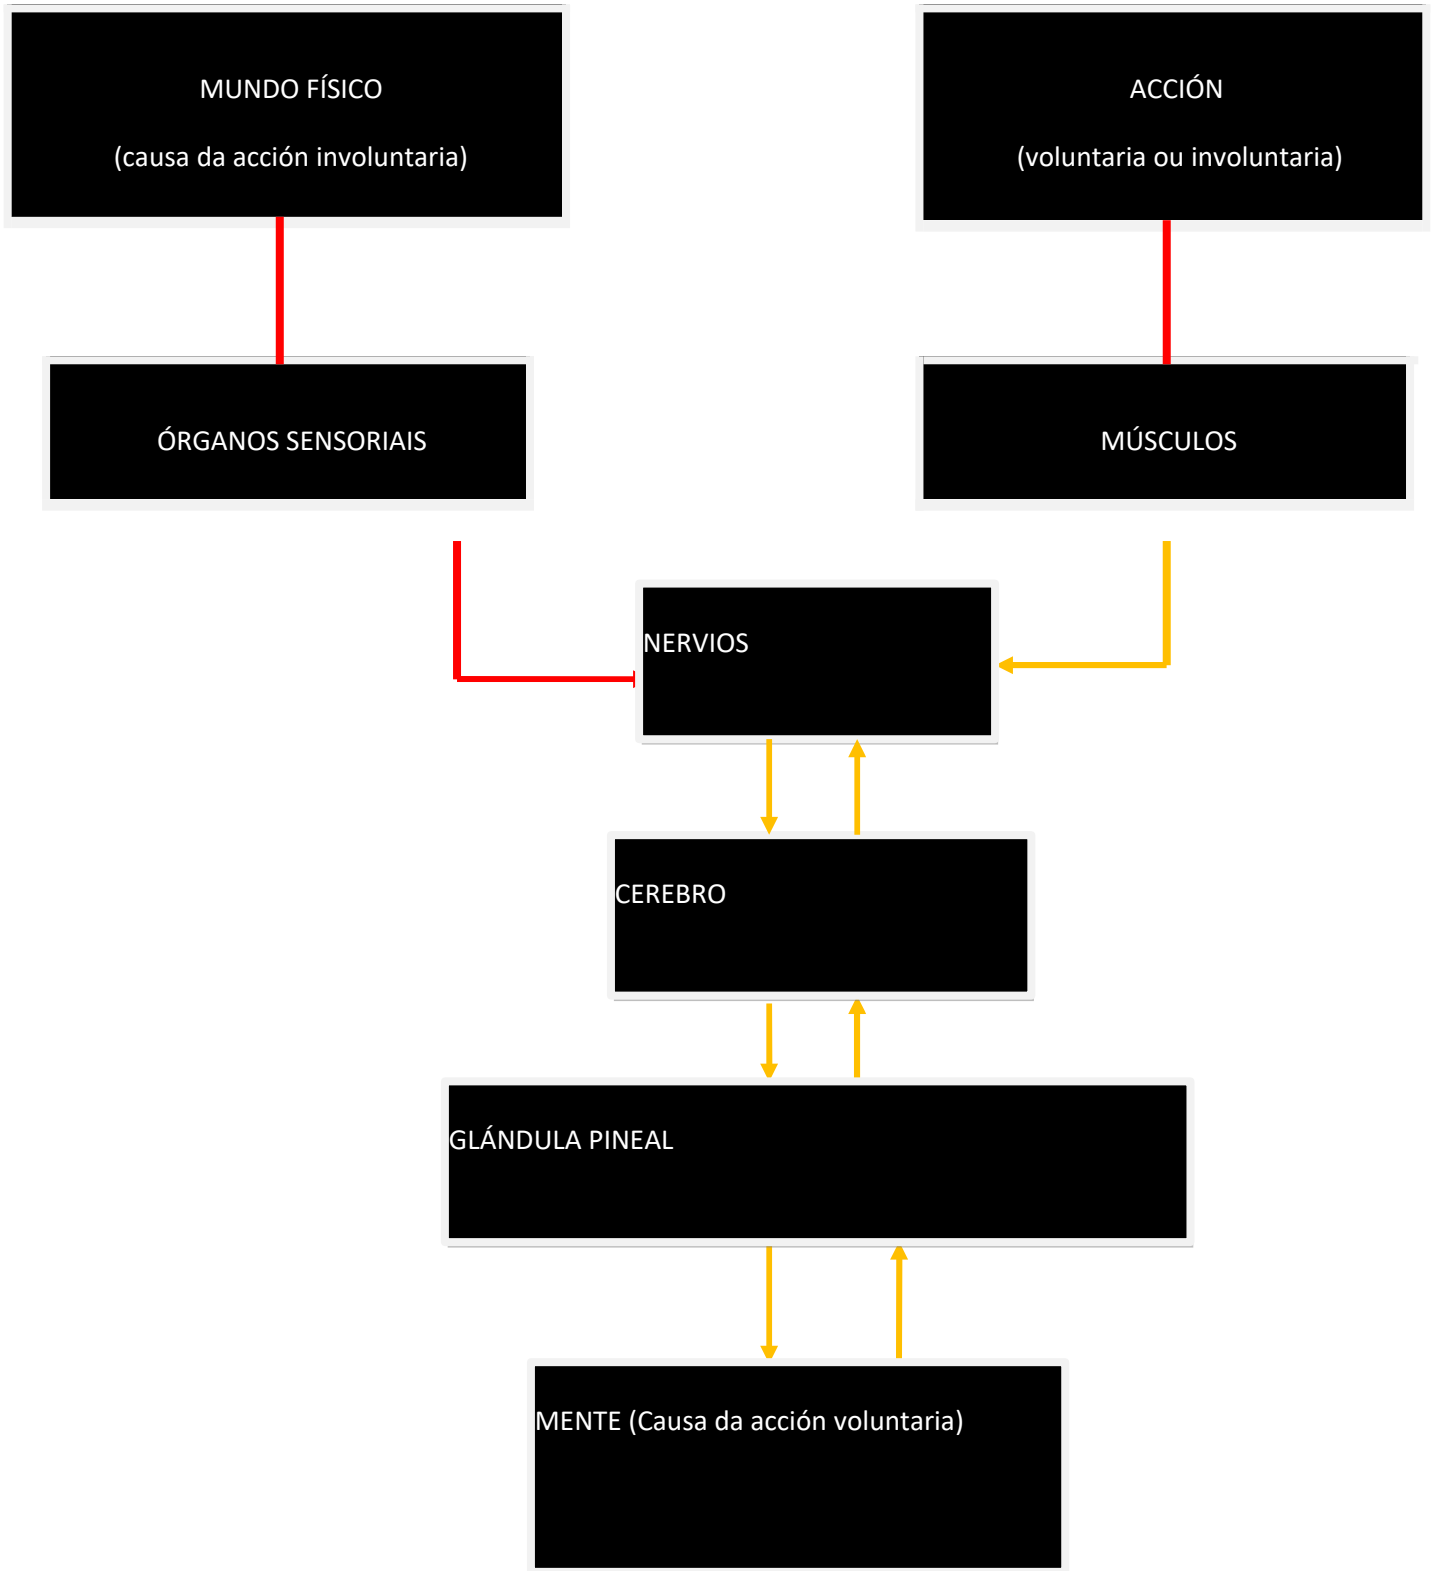 MUNDO FÍSICO
(causa da acción involuntaria)
ACCIÓN
(voluntaria ou involuntaria)
ÓRGANOS SENSORIAIS
MÚSCULOS
NERVIOS
CEREBRO
GLÁNDULA PINEAL
MENTE (Causa da acción voluntaria)